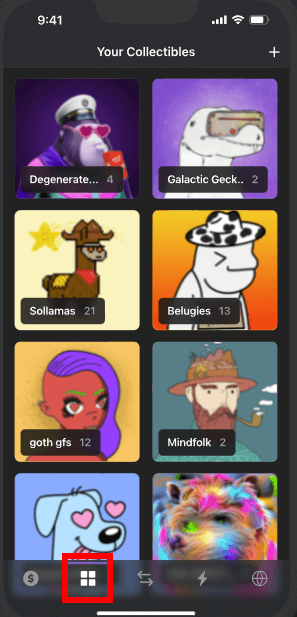 9:41
Your Collectibles +
Degenerate... 4
Galactic Geck.. 2
Sollamas 21
Belugies 13
goth gfs 12
Mindfolk 2
$